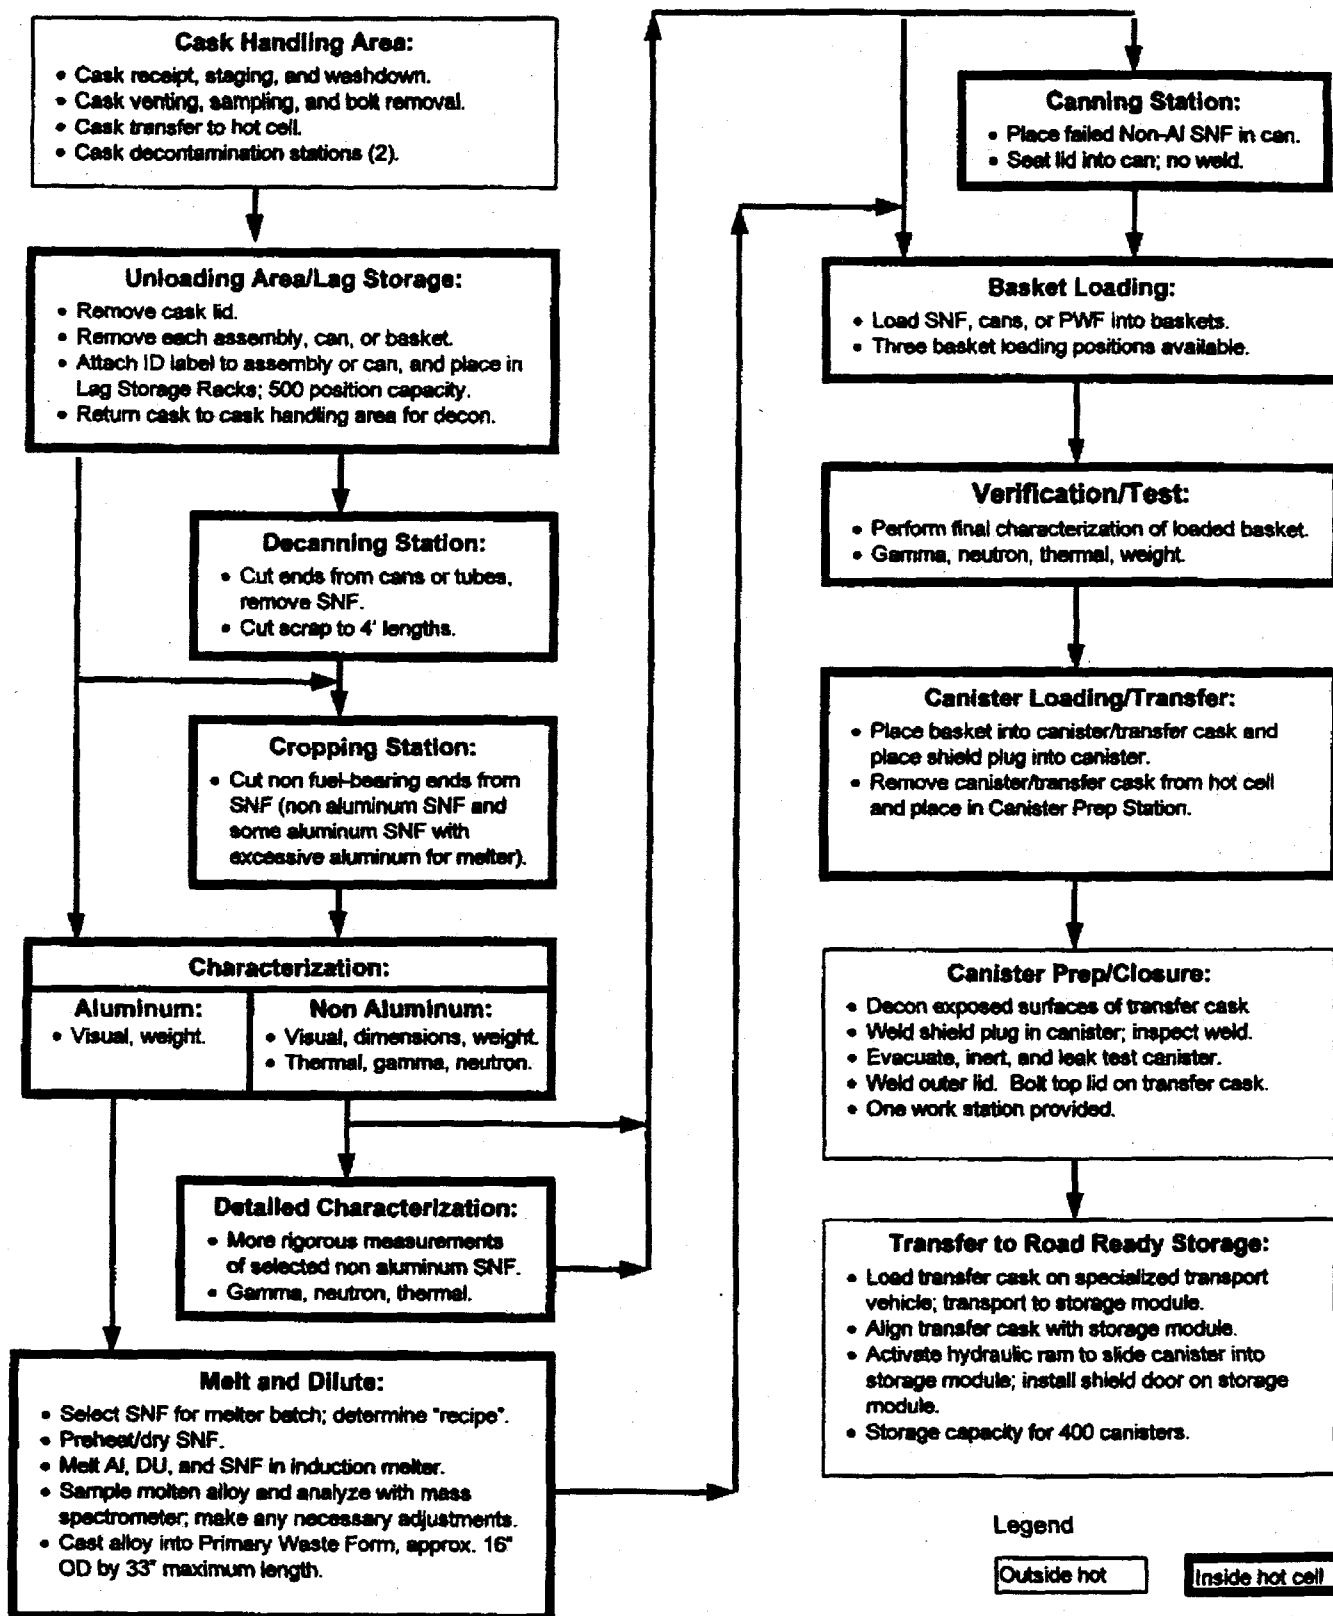 Cask Handling Area:
• Cask receipt, staging, and washdown.
• Cask venting, sampling, and bolt removal.
• Cask transfer to hot cell.
• Cask decontamination stations (2).
Unloading Area/Lag Storage:
• Remove cask lid.
• Remove each assembly, can, or basket.
• Attach ID label to assembly or can, and place in
Lag Storage Racks; 500 position capacity.
• Return cask to cask handling area for decon.
Decanning Station:
• Cut ends from cans or tubes,
remove SNF.
• Cut scrap to 4' lengths.
Cropping Station:
• Cut non fuel-bearing ends from
SNF (non aluminum SNF and
some aluminum SNF with
excessive aluminum for melter).
Characterization:
Aluminum:
• Visual, weight.
Non Aluminum:
• Visual, dimensions, weight.
• Thermal, gamma, neutron.
Detailed Characterization:
• More rigorous measurements
of selected non aluminum SNF.
• Gamma, neutron, thermal.
Melt and Dilute:
• Select SNF for melter batch; determine "recipe".
• Preheat/dry SNF.
• Melt Al, DU, and SNF in induction melter.
• Sample molten alloy and analyze with mass
spectrometer; make any necessary adjustments.
• Cast alloy into Primary Waste Form, approx. 16"
OD by 33" maximum length.
Canning Station:
• Place failed Non-Al SNF in can.
• Seat lid into can; no weld.
Basket Loading:
• Load SNF, cans, or PWF into baskets.
• Three basket loading positions available.
Verification/Test:
• Perform final characterization of loaded basket.
• Gamma, neutron, thermal, weight.
Canister Loading/Transfer:
• Place basket into canister/transfer cask and
place shield plug into canister.
• Remove canister/transfer cask from hot cell
and place in Canister Prep Station.
Canister Prep/Closure:
• Decon exposed surfaces of transfer cask
• Weld shield plug in canister; inspect weld.
• Evacuate, inert, and leak test canister.
• Weld outer lid. Bolt top lid on transfer cask.
• One work station provided.
Transfer to Road Ready Storage:
• Load transfer cask on specialized transport
vehicle; transport to storage module.
• Align transfer cask with storage module.
• Activate hydraulic ram to slide canister into
storage module; install shield door on storage
module.
• Storage capacity for 400 canisters.
Legend
Outside hot
Inside hot cell